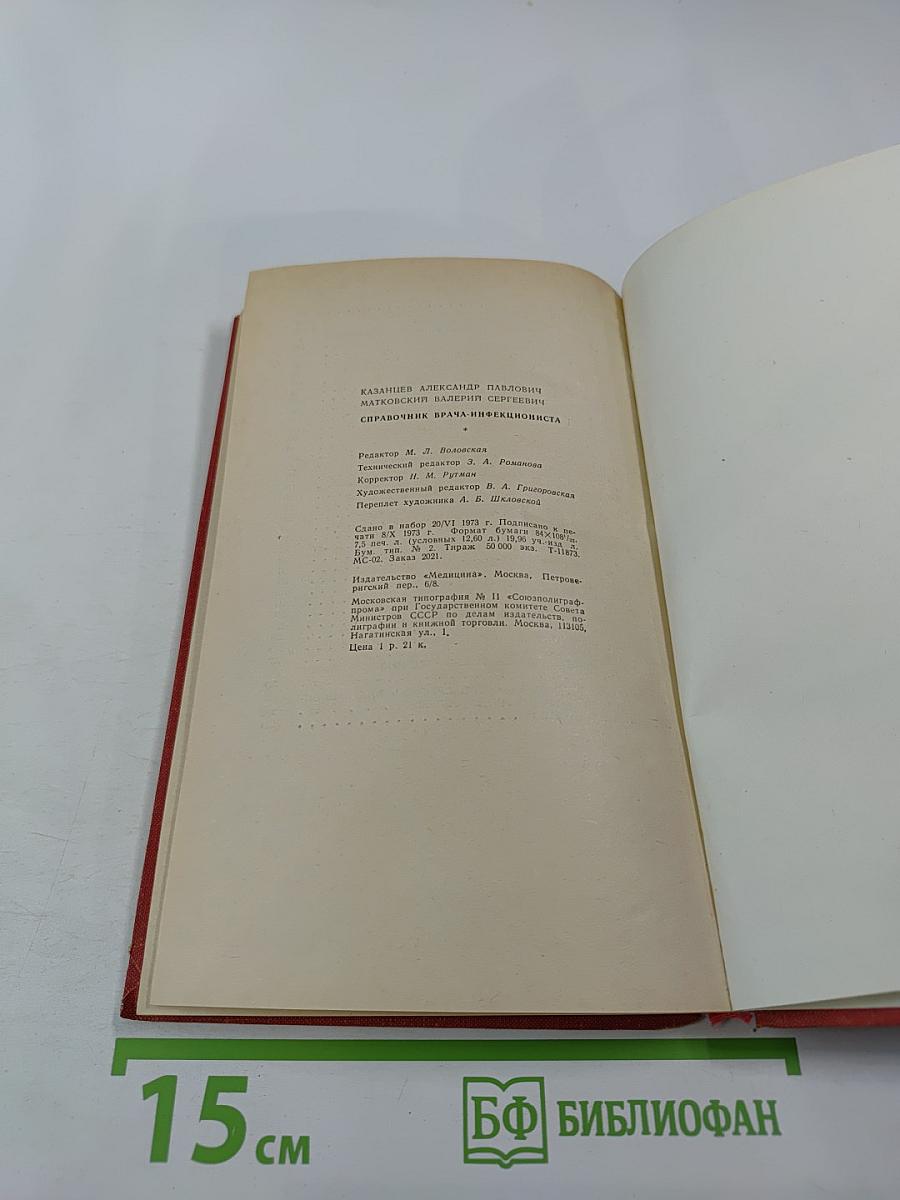 КАЗАНЦЕВ АЛЕКСАНДР ПАВЛОВИЧ
МАТКОВСКИЙ ВАЛЕРИЙ СЕРГЕЕВИЧ
СПРАВОЧНИК ВРАЧА-ИНФЕКЦИОНИСТА
*
Редактор М. Л. Воловская
Технический редактор З. А. Романова
Корректор Н. М. Рутман
Художественный редактор В. А. Григоровская
Переплет художника А. Б. Шкловской
Сдано в набор 20/VI 1973 г. Подписано к пе-
чати 8/X 1973 г. Формат бумаги 84×108¹/₃₂.
7,5 печ. л. (условных 12,60 л.) 19,96 уч.-изд л.
Бум. тип. № 2. Тираж 50 000 экз. Т-11873.
МС-02. Заказ 2021.
Издательство «Медицина». Москва, Петрове-
ригский пер., 6/8.
Московская типография № 11 «Союзполиграф-
прома» при Государственном комитете Совета
Министров СССР по делам издательств, по-
лиграфии и книжной торговли. Москва, 113105,
Нагатинская ул., 1.
Цена 1 р. 21 к.
15 см
БФ БИБЛИОФАН